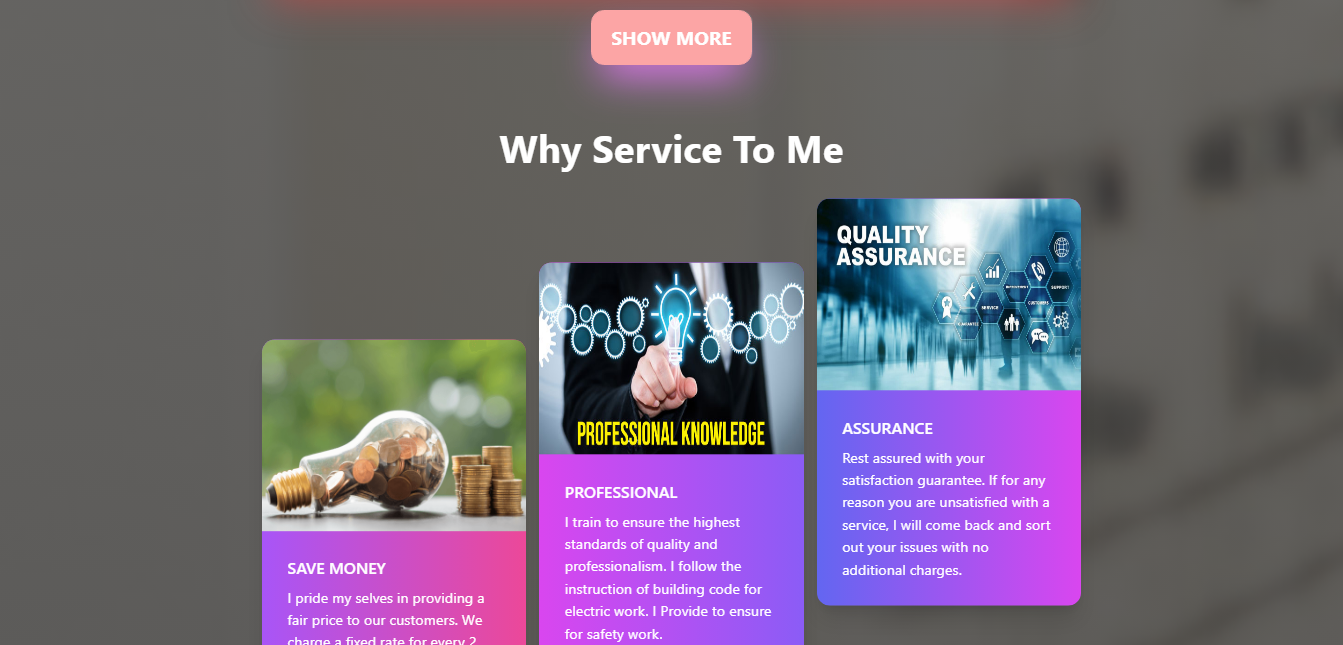 SHOW MORE
Why Service To Me
QUALITY
ASSURANCE
SUPPORT
CUSTOMERS
SERVICE
ASSURANCE
Rest assured with your
satisfaction guarantee. If for any
reason you are unsatisfied with a
service, I will come back and sort
out your issues with no
additional charges.
PROFESSIONAL KNOWLEDGE
PROFESSIONAL
I train to ensure the highest
standards of quality and
professionalism. I follow the
instruction of building code for
electric work. I Provide to ensure
for safety work.
SAVE MONEY
I pride my selves in providing a
fair price to our customers. We
charge a fixed rate for every 2